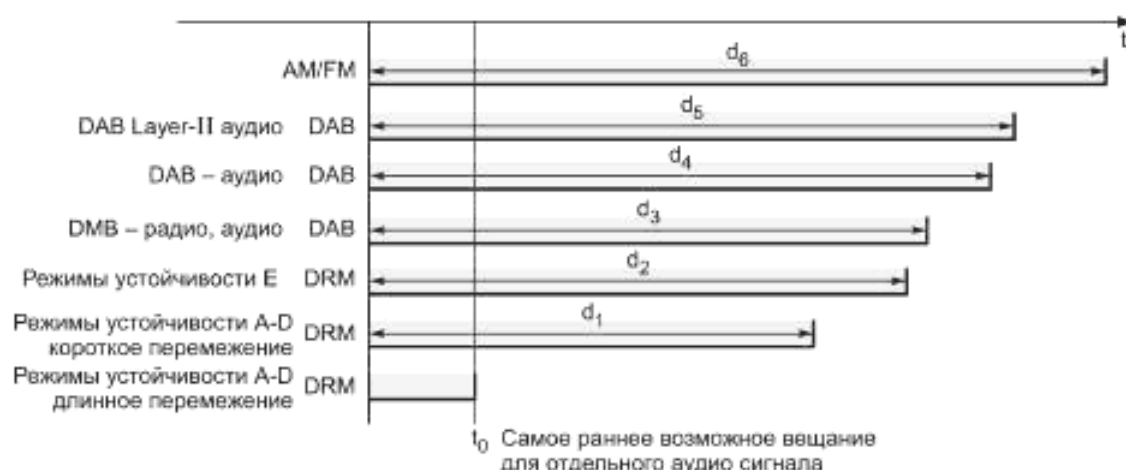 t
AM/FM
d6
DAB Layer-II аудио DAB
d5
DAB – аудио DAB
d4
DMB – радио, аудио DAB
d3
Режимы устойчивости E DRM
d2
Режимы устойчивости A-D
короткое перемежение
DRM
d1
Режимы устойчивости A-D
длинное перемежение
DRM
t0 Самое раннее возможное вещание
для отдельного аудио сигнала